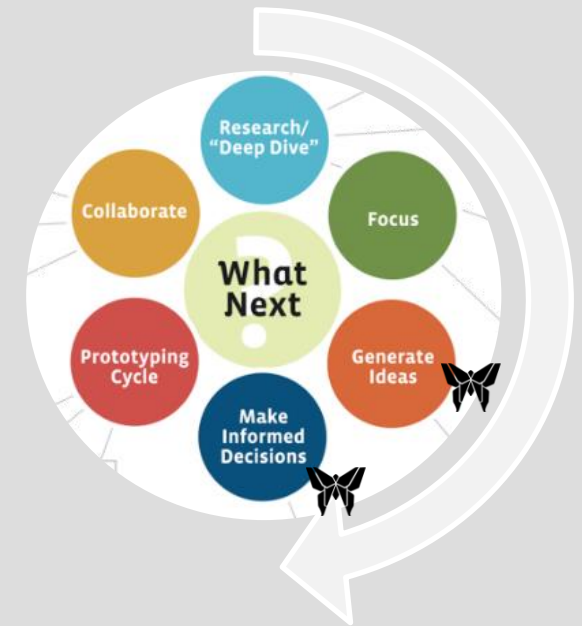 Research/
“Deep Dive”
Collaborate
Focus
What
Next
Prototyping
Cycle
Generate
Ideas
Make
Informed
Decisions